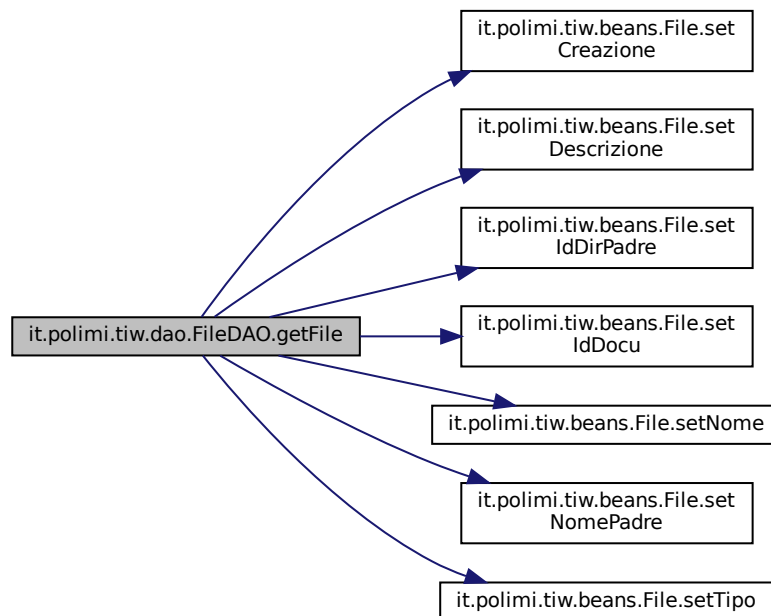 it.polimi.tiw.beans.File.set
Creazione
it.polimi.tiw.beans.File.set
Descrizione
it.polimi.tiw.beans.File.set
IdDirPadre
it.polimi.tiw.dao.FileDAO.getFile
it.polimi.tiw.beans.File.set
IdDocu
it.polimi.tiw.beans.File.setNome
it.polimi.tiw.beans.File.set
NomePadre
it.polimi.tiw.beans.File.setTipo